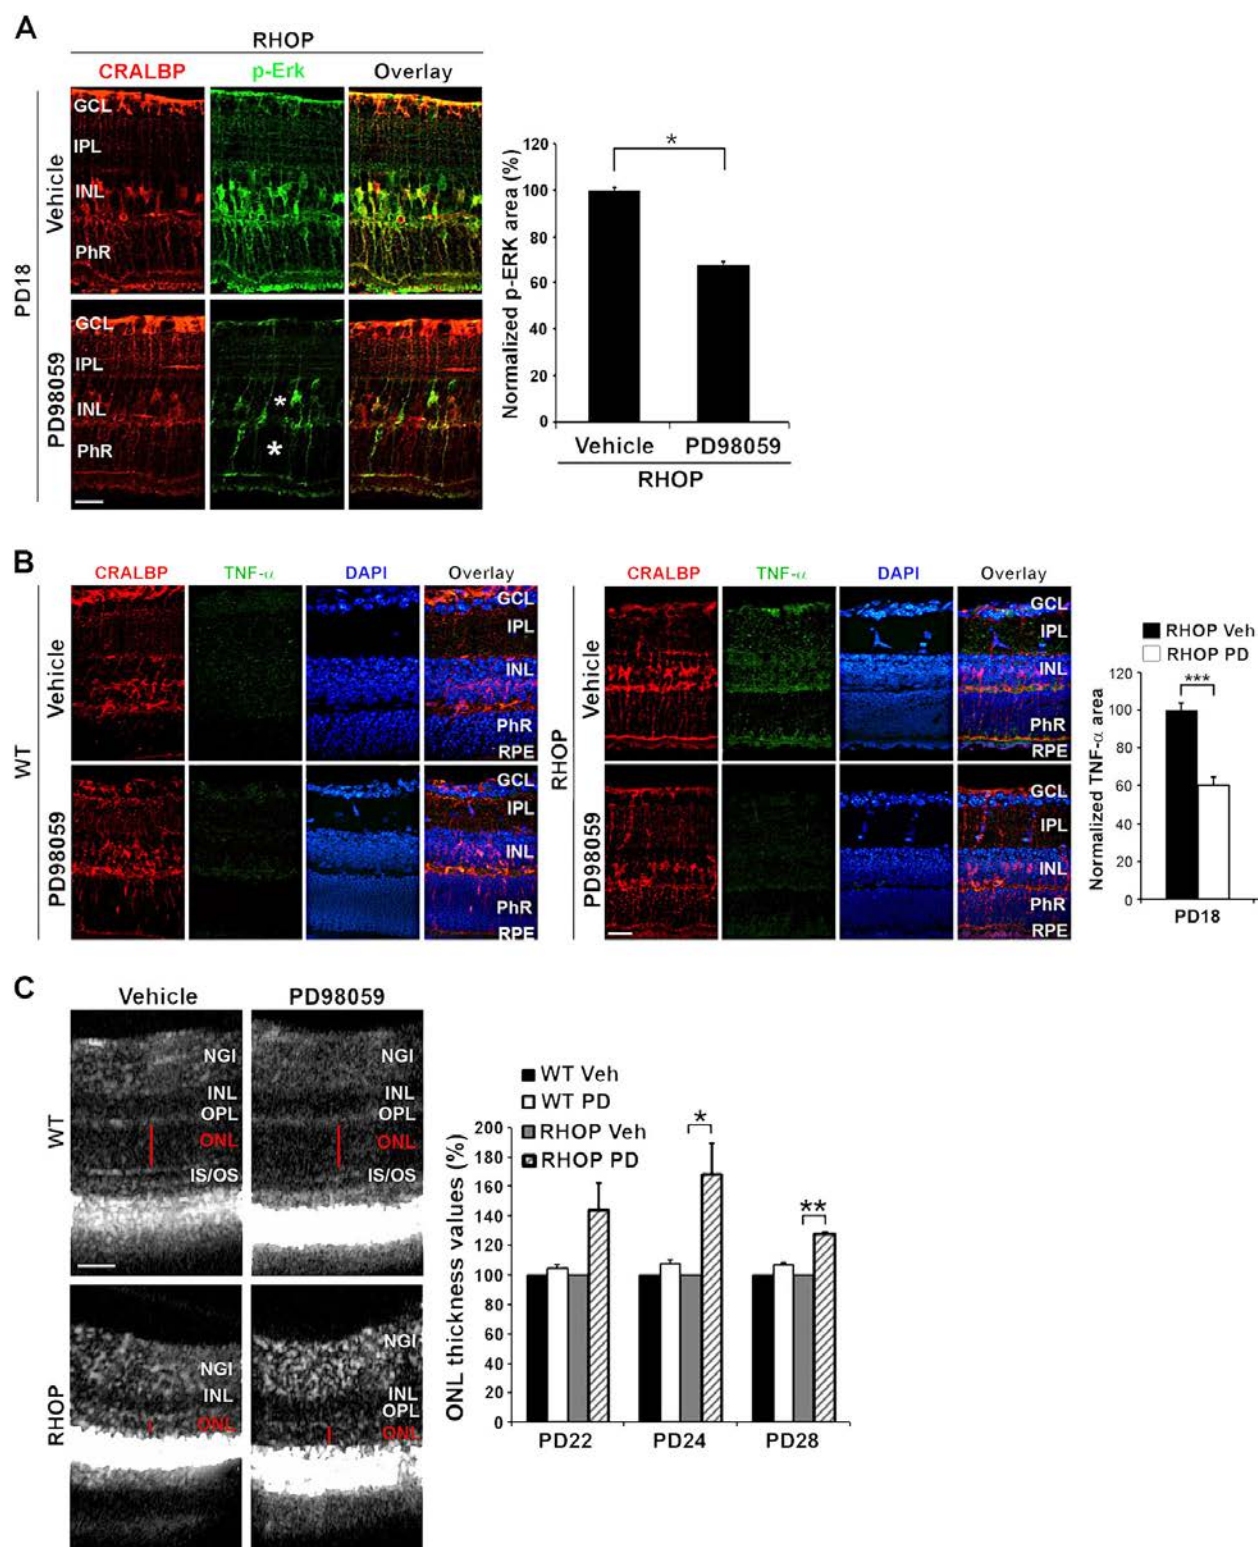 A
RHOP
CRALBP p-Erk Overlay
PD18
Vehicle
GCL
IPL
INL
PhR
PD98059
GCL
IPL
INL
PhR
*
*
Normalized p-ERK area (%)
120
100
80
60
40
20
0
*
Vehicle PD98059
RHOP
B
CRALBP TNF-α DAPI Overlay
WT
Vehicle
GCL
IPL
INL
PhR
RPE
PD98059
GCL
IPL
INL
PhR
RPE
CRALBP TNF-α DAPI Overlay
RHOP
Vehicle
GCL
IPL
INL
PhR
RPE
PD98059
GCL
IPL
INL
PhR
RPE
RHOP Veh
RHOP PD
Normalized TNF-α area
120
100
80
60
40
20
0
***
PD18
C
Vehicle PD98059
WT
NGI
INL
OPL
ONL
IS/OS
NGI
INL
OPL
ONL
IS/OS
RHOP
NGI
INL
ONL
NGI
INL
OPL
ONL
WT Veh
WT PD
RHOP Veh
RHOP PD
ONL thickness values (%)
200
180
160
140
120
100
80
60
40
20
0
*
**
PD22 PD24 PD28